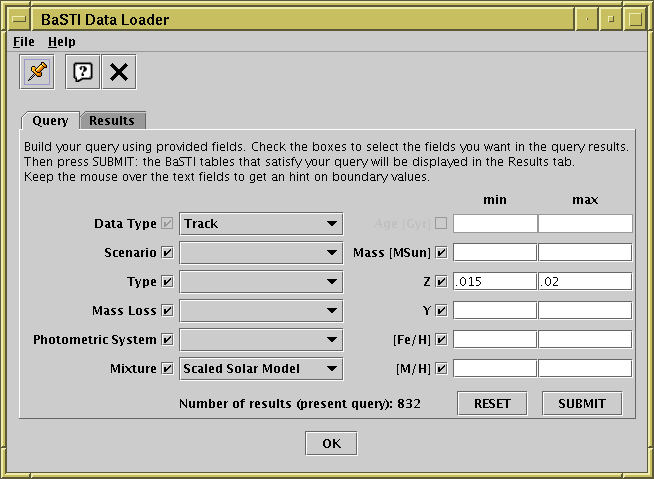 BaSTI Data Loader
File Help
Query Results
Build your query using provided fields. Check the boxes to select the fields you want in the query results.
Then press SUBMIT: the BaSTI tables that satisfy your query will be displayed in the Results tab.
Keep the mouse over the text fields to get an hint on boundary values.
min max
Data Type Track Age [Gyr]
Scenario Mass [MSun]
Type Z .015 .02
Mass Loss Y
Photometric System [Fe/H]
Mixture Scaled Solar Model [M/H]
Number of results (present query): 832 RESET SUBMIT
OK